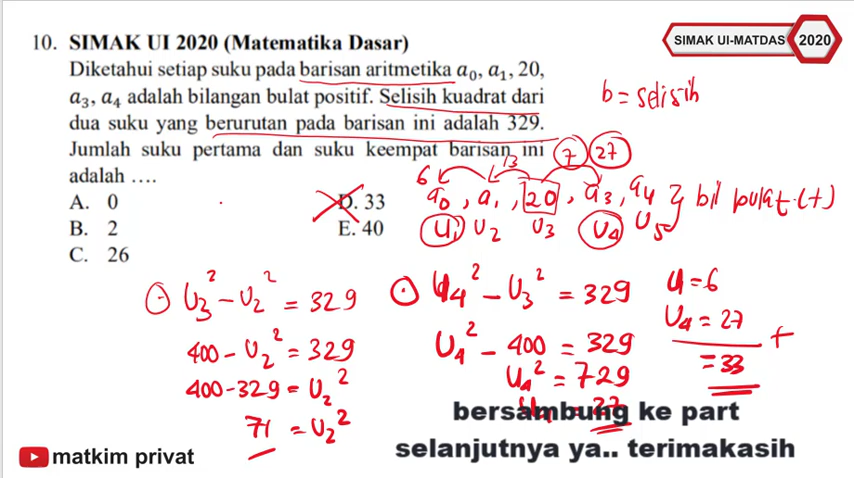 10. SIMAK UI 2020 (Matematika Dasar)
SIMAK UI-MATDAS 2020
Diketahui setiap suku pada barisan aritmetika a₀, a₁, 20,
a₃, a₄ adalah bilangan bulat positif. Selisih kuadrat dari
dua suku yang berurutan pada barisan ini adalah 329.
Jumlah suku pertama dan suku keempat barisan ini
adalah ….
b = selisih
7 27
6 13
A. 0
B. 2
C. 26
D. 33
E. 40
a₀, a₁, 20, a₃, a₄ } bil bulat (+)
U₁ U₂ U₃ U₄ U₅
U₃² - U₂² = 329
400 - U₂² = 329
400 - 329 = U₂²
71 = U₂²
U₄² - U₃² = 329
U₄² - 400 = 329
U₄² = 729
= 27
U = 6
U₄ = 27
+
= 33
bersambung ke part
selanjutnya ya.. terimakasih
matkim privat